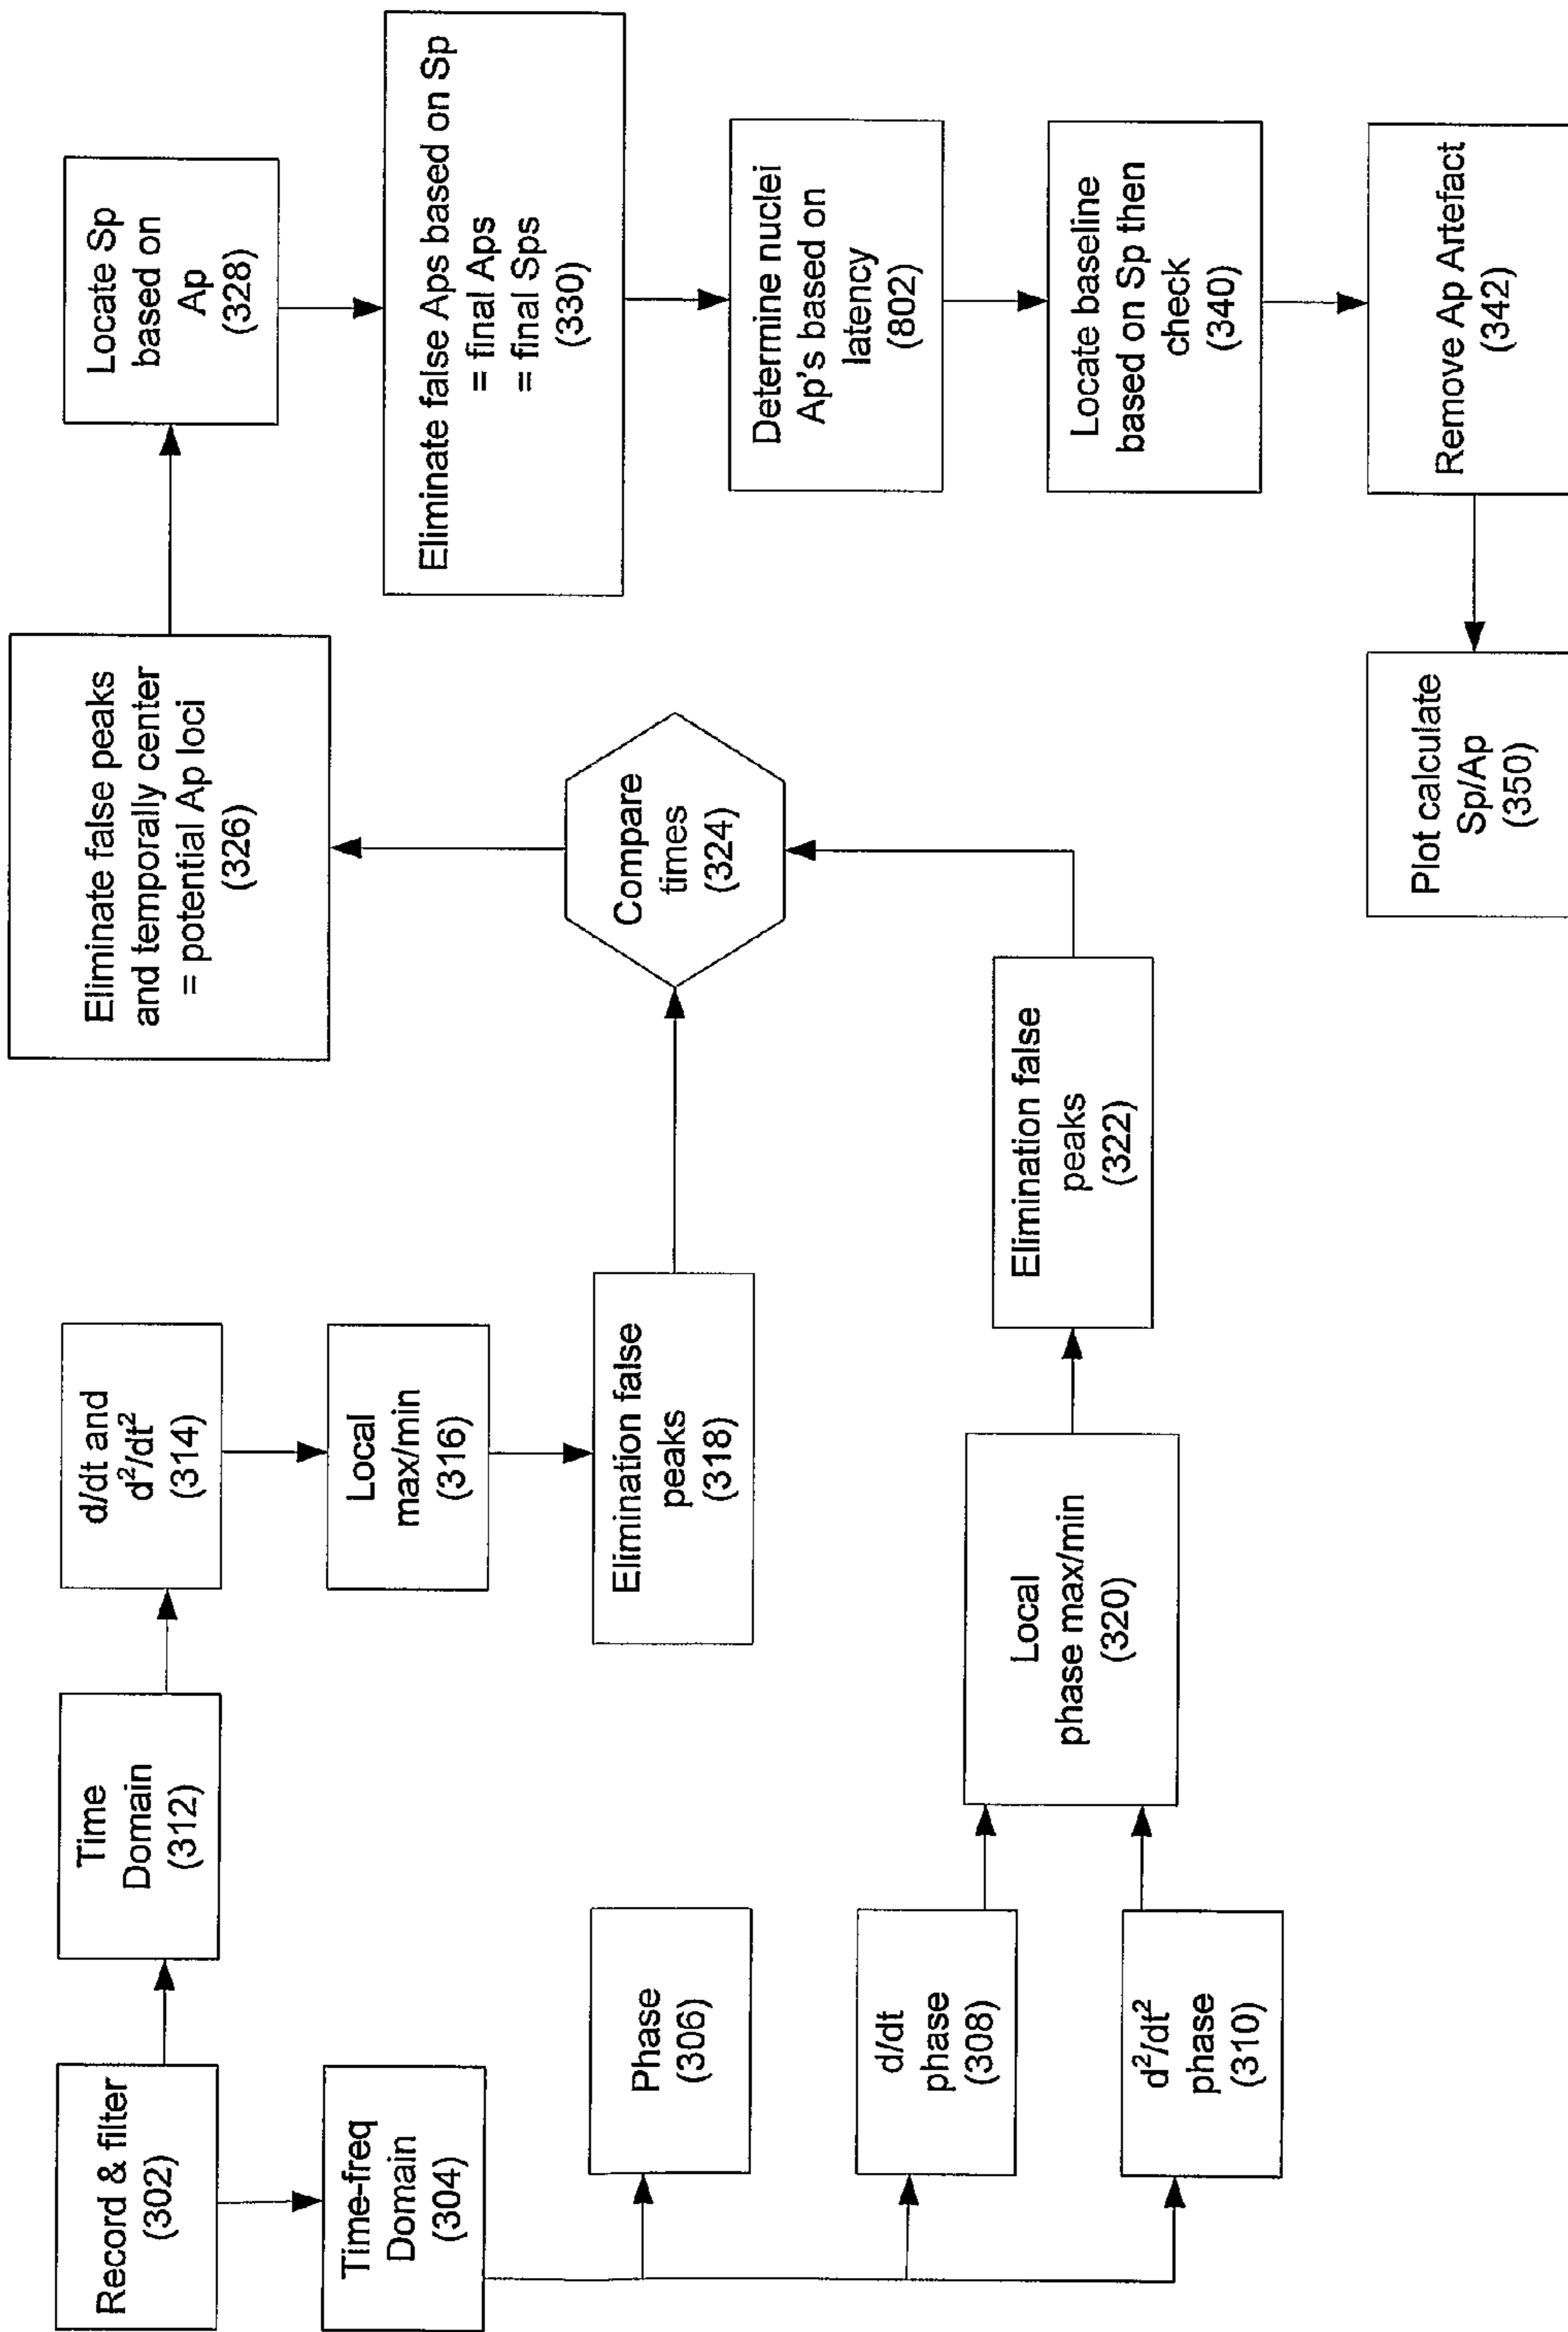 Record & filter
(302)
Time
Domain
(312)
d/dt and
d²/dt²
(314)
Time-freq
Domain
(304)
Local
max/min
(316)
Phase
(306)
Elimination false
peaks
(318)
d/dt
phase
(308)
d²/dt²
phase
(310)
Local
phase max/min
(320)
Elimination false
peaks
(322)
Compare
times
(324)
Eliminate false peaks
and temporally center
= potential Ap loci
(326)
Locate Sp
based on
Ap
(328)
Eliminate false Aps based on Sp
= final Aps
= final Sps
(330)
Determine nuclei
Ap's based on
latency
(802)
Locate baseline
based on Sp then
check
(340)
Remove Ap Artefact
(342)
Plot calculate
Sp/Ap
(350)